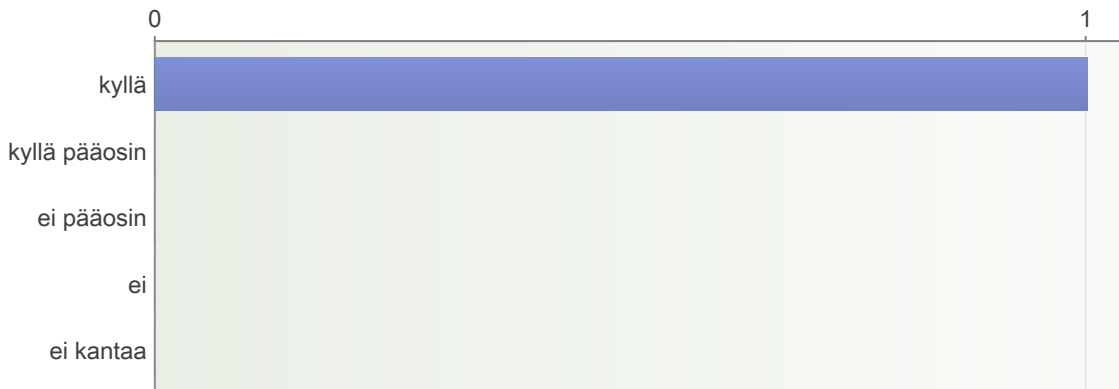 0 1
kyllä
kyllä pääosin
ei pääosin
ei
ei kantaa